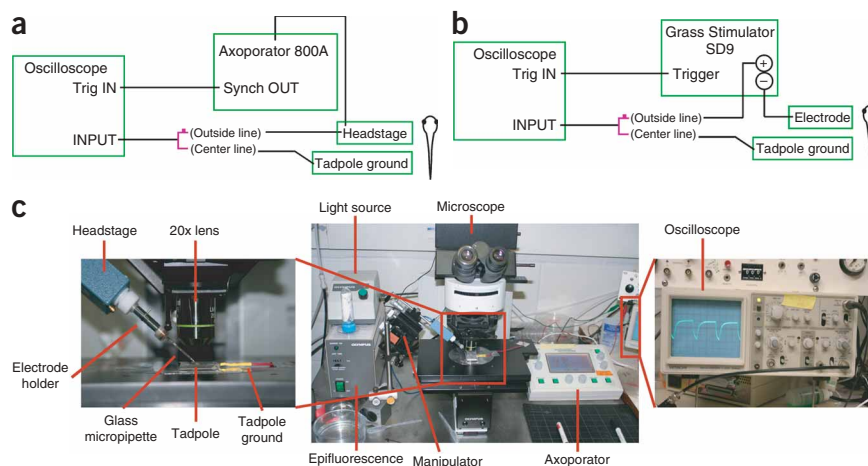 a
Axoporator 800A
Oscilloscope
Trig IN
Synch OUT
INPUT
(Outside line)
(Center line)
Headstage
Tadpole ground
b
Grass Stimulator
SD9
Oscilloscope
Trig IN
Trigger
+
−
INPUT
(Outside line)
(Center line)
Electrode
Tadpole ground
c
Headstage
20x lens
Light source
Microscope
Oscilloscope
Electrode
holder
Glass
micropipette
Tadpole
Tadpole
ground
Epifluorescence
Manipulator
Axoporator
OLYMPUS